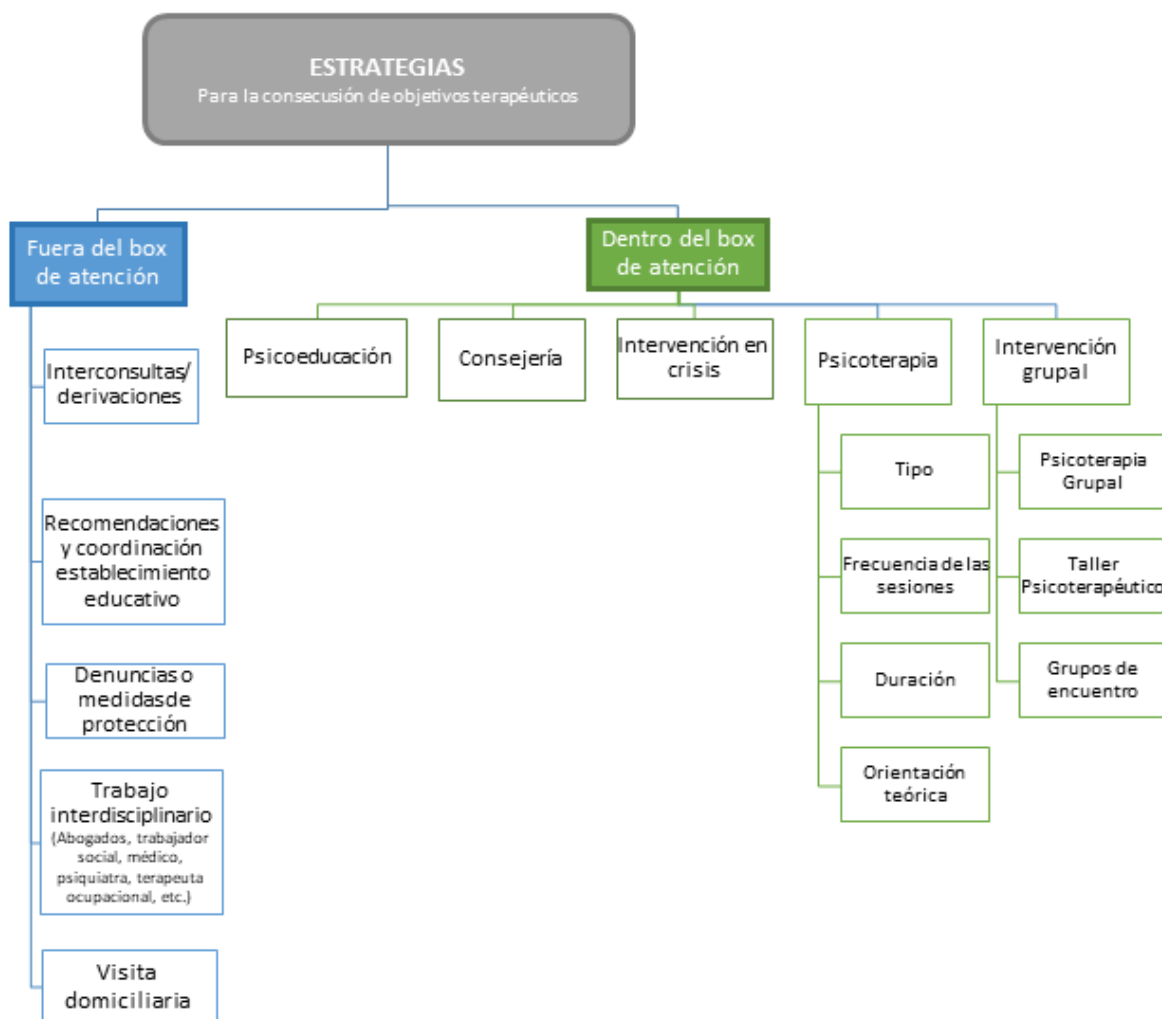 ESTRATEGIAS
Para la consecusión de objetivos terapéuticos
Fuera del box
de atención
Interconsultas/
derivaciones
Recomendaciones
y coordinación
establecimiento
educativo
Denuncias o
medidas de
protección
Trabajo
interdisciplinario
(Abogados, trabajador
social, médico,
psiquiatra, terapeuta
ocupacional, etc.)
Visita
domiciliaria
Dentro del box
de atención
Psicoeducación
Consejería
Intervención en
crisis
Psicoterapia
Tipo
Frecuencia de las
sesiones
Duración
Orientación
teórica
Intervención
grupal
Psicoterapia
Grupal
Taller
Psicoterapéutico
Grupos de
encuentro